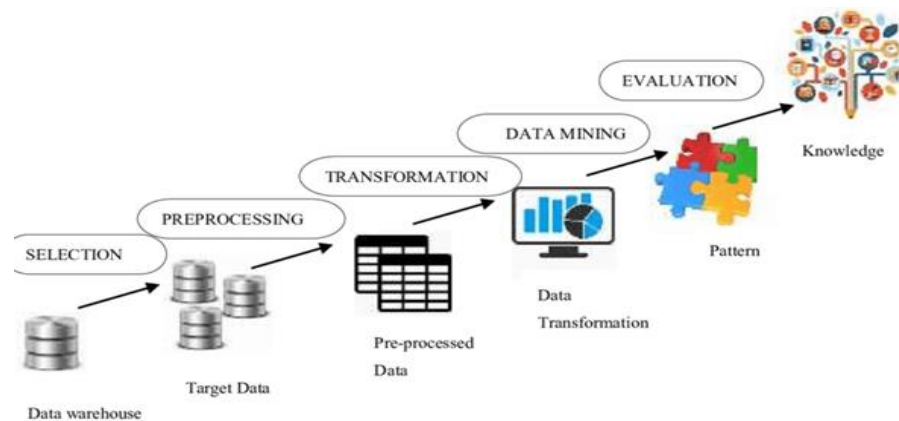 EVALUATION
DATA MINING
Knowledge
TRANSFORMATION
PREPROCESSING
Pattern
SELECTION
Data
Transformation
Pre-processed
Data
Target Data
Data warehouse